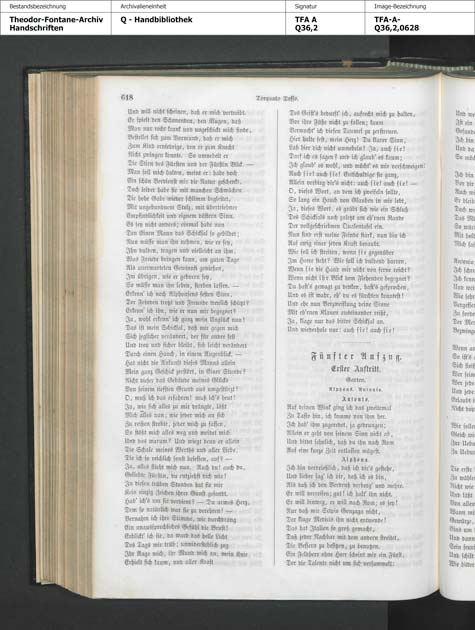 Bestandsbezeichnung
Archivalieneinheit
Signatur
Image-Bezeichnung
Theodor-Fontane-Archiv
Handschriften
Q - Handbibliothek
TFA A
Q36,2
TFA-A-
Q36,2,0628
618
Torquato Tasso.
Und will nicht scheinen, daß er mich vertreibt.
Er spielt den Schonenden, den Klugen, daß
Man nur recht krank und ungeschickt mich finde,
Bestellet sich zum Vormund, daß er mich
Zum Kind erniedrige, den er zum Knecht
Nicht zwingen konnte. So umnebelt er
Die Stirn des Fürsten und der Fürstin Blick. —
Man soll mich halten, meint er: habe doch
Ein schön Verdienst mir die Natur geschenkt,
Doch leider habe sie mit manchen Schwächen
Die hohe Gabe wieder schlimm begleitet,
Mit ungebundnem Stolz, mit übertriebner
Empfindlichkeit und eignem düstern Sinn.
Es sey nicht anders; einmal habe nun
Den Einen Mann das Schicksal so gebildet;
Nun müsse man ihn nehmen, wie er sey,
Ihn dulden, tragen und vielleicht an ihm,
Was Freude bringen kann, am guten Tage
Als unerwarteten Gewinnst genießen,
Im übrigen, wie er geboren sey,
So müsse man ihn leben, sterben lassen. —
Erkenn' ich noch Alphonsens festen Sinn,
Der Feinden trotzt und Freunde treulich schützt?
Erkenn' ich ihn, wie er nun mir begegnet?
Ja, wohl erkenn' ich ganz mein Unglück nun!
Das ist mein Schicksal, daß nur gegen mich
Sich jeglicher verändert, der für andre fest
Und treu und sicher bleibt, sich leicht verändert
Durch einen Hauch, in einem Augenblick. —
Hat nicht die Ankunft dieses Manns allein
Mein ganz Geschick zerstört, in Einer Stunde?
Nicht dieser das Gebäude meines Glücks
Von seinem tiefsten Grund aus umgestürzt?
O, muß ich das erfahren! muß ich's heut!
Ja, wie sich alles zu mir drängte, läßt
Mich Alles nun; wie jeder mich an sich
Zu reißen strebte, jeder mich zu fassen,
So stößt mich alles weg und meidet mich.
Und das warum? Und wiegt denn er allein
Die Schale meines Werths und aller Liebe,
Die ich so reichlich sonst besessen, auf? —
Ja, alles flieht mich nun. Auch du! auch du,
Geliebte Fürstin, du entziehst dich mir!
In diesen trüben Stunden hat sie mir
Kein einzig Zeichen ihrer Gunst gesandt.
Hab' ich's um sie verdient? — Du armes Herz,
Dem so natürlich war sie zu verehren! —
Vernahm ich ihre Stimme, wie durchdrang
Ein unaussprechliches Gefühl die Brust!
Erblickt' ich sie, da ward das helle Licht
Des Tags mir trüb; unwiderstehlich zog
Ihr Auge mich, ihr Mund mich an; mein Knie
Erhielt sich kaum, und aller Kraft
Des Geist's bedurft' ich, aufrecht mich zu halten,
Vor ihre Füße nicht zu fallen; kaum
Vermocht' ich diesen Taumel zu zerstreuen.
Hier halte fest, mein Herz! Du klarer Sinn,
Laß hier dich nicht umnebeln! Ja, auch sie!
Darf ich es sagen? und ich glaub' es kaum;
Ich glaub' es wohl, und möcht' es mir verschweigen!
Auch sie! auch sie! Entschuldige sie ganz,
Allein verbirg dir's nicht: auch sie! auch sie! —
O, dieses Wort, an dem ich zweifeln sollte,
So lang ein Hauch von Glauben in mir lebt,
Ja, dieses Wort, es gräbt sich wie ein Schluß
Des Schicksals noch zuletzt am eh'rnen Rande
Der vollgeschriebnen Qualentafel ein.
Nun sind erst meine Feinde stark, nun bin ich
Auf ewig einer jeden Kraft beraubt.
Wie soll ich streiten, wenn sie gegenüber
Im Heere steht? Wie soll ich duldend harren,
Wenn sie die Hand mir nicht von ferne reicht?
Wenn nicht ihr Blick dem Flehenden begegnet?
Du hast's gewagt zu denken, hast's gesprochen,
Und es ist wahr, eh' du es fürchten konntest!
Und ehe nun Verzweiflung deine Sinne
Mit eh'rnen Klauen auseinander reißt,
Ja, klage nur das bittre Schicksal an,
Und wiederhole nur: auch sie! auch sie!
Fünfter Aufzug.
Erster Auftritt.
Garten.
Alphons. Antonio.
Antonio.
Auf deinen Wink ging ich das zweitemal
Zu Tasso hin, ich komme von ihm her.
Ich hab' ihm zugeredet, ja gedrungen;
Allein er geht von seinem Sinn nicht ab,
Und bittet sehnlich, daß du ihn nach Rom
Auf eine kurze Zeit entlassen mögest.
Alphons.
Ich bin verdrießlich, daß ich dir's gestehe,
Und lieber sag' ich dir, daß ich es bin,
Als daß ich den Verdruß verberg' und mehre.
Er will verreisen; gut! ich halt' ihn nicht.
Er will hinweg, er will nach Rom; es sey!
Nur daß mir Scipio Gonzaga nicht,
Der kluge Medicis ihn nicht entwende!
Das hat Italien so groß gemacht,
Daß jeder Nachbar mit dem andern streitet,
Die Bessern zu besitzen, zu benutzen.
Ein Feldherr ohne Heer scheint mir ein Fürst,
Der die Talente nicht um sich versammelt: